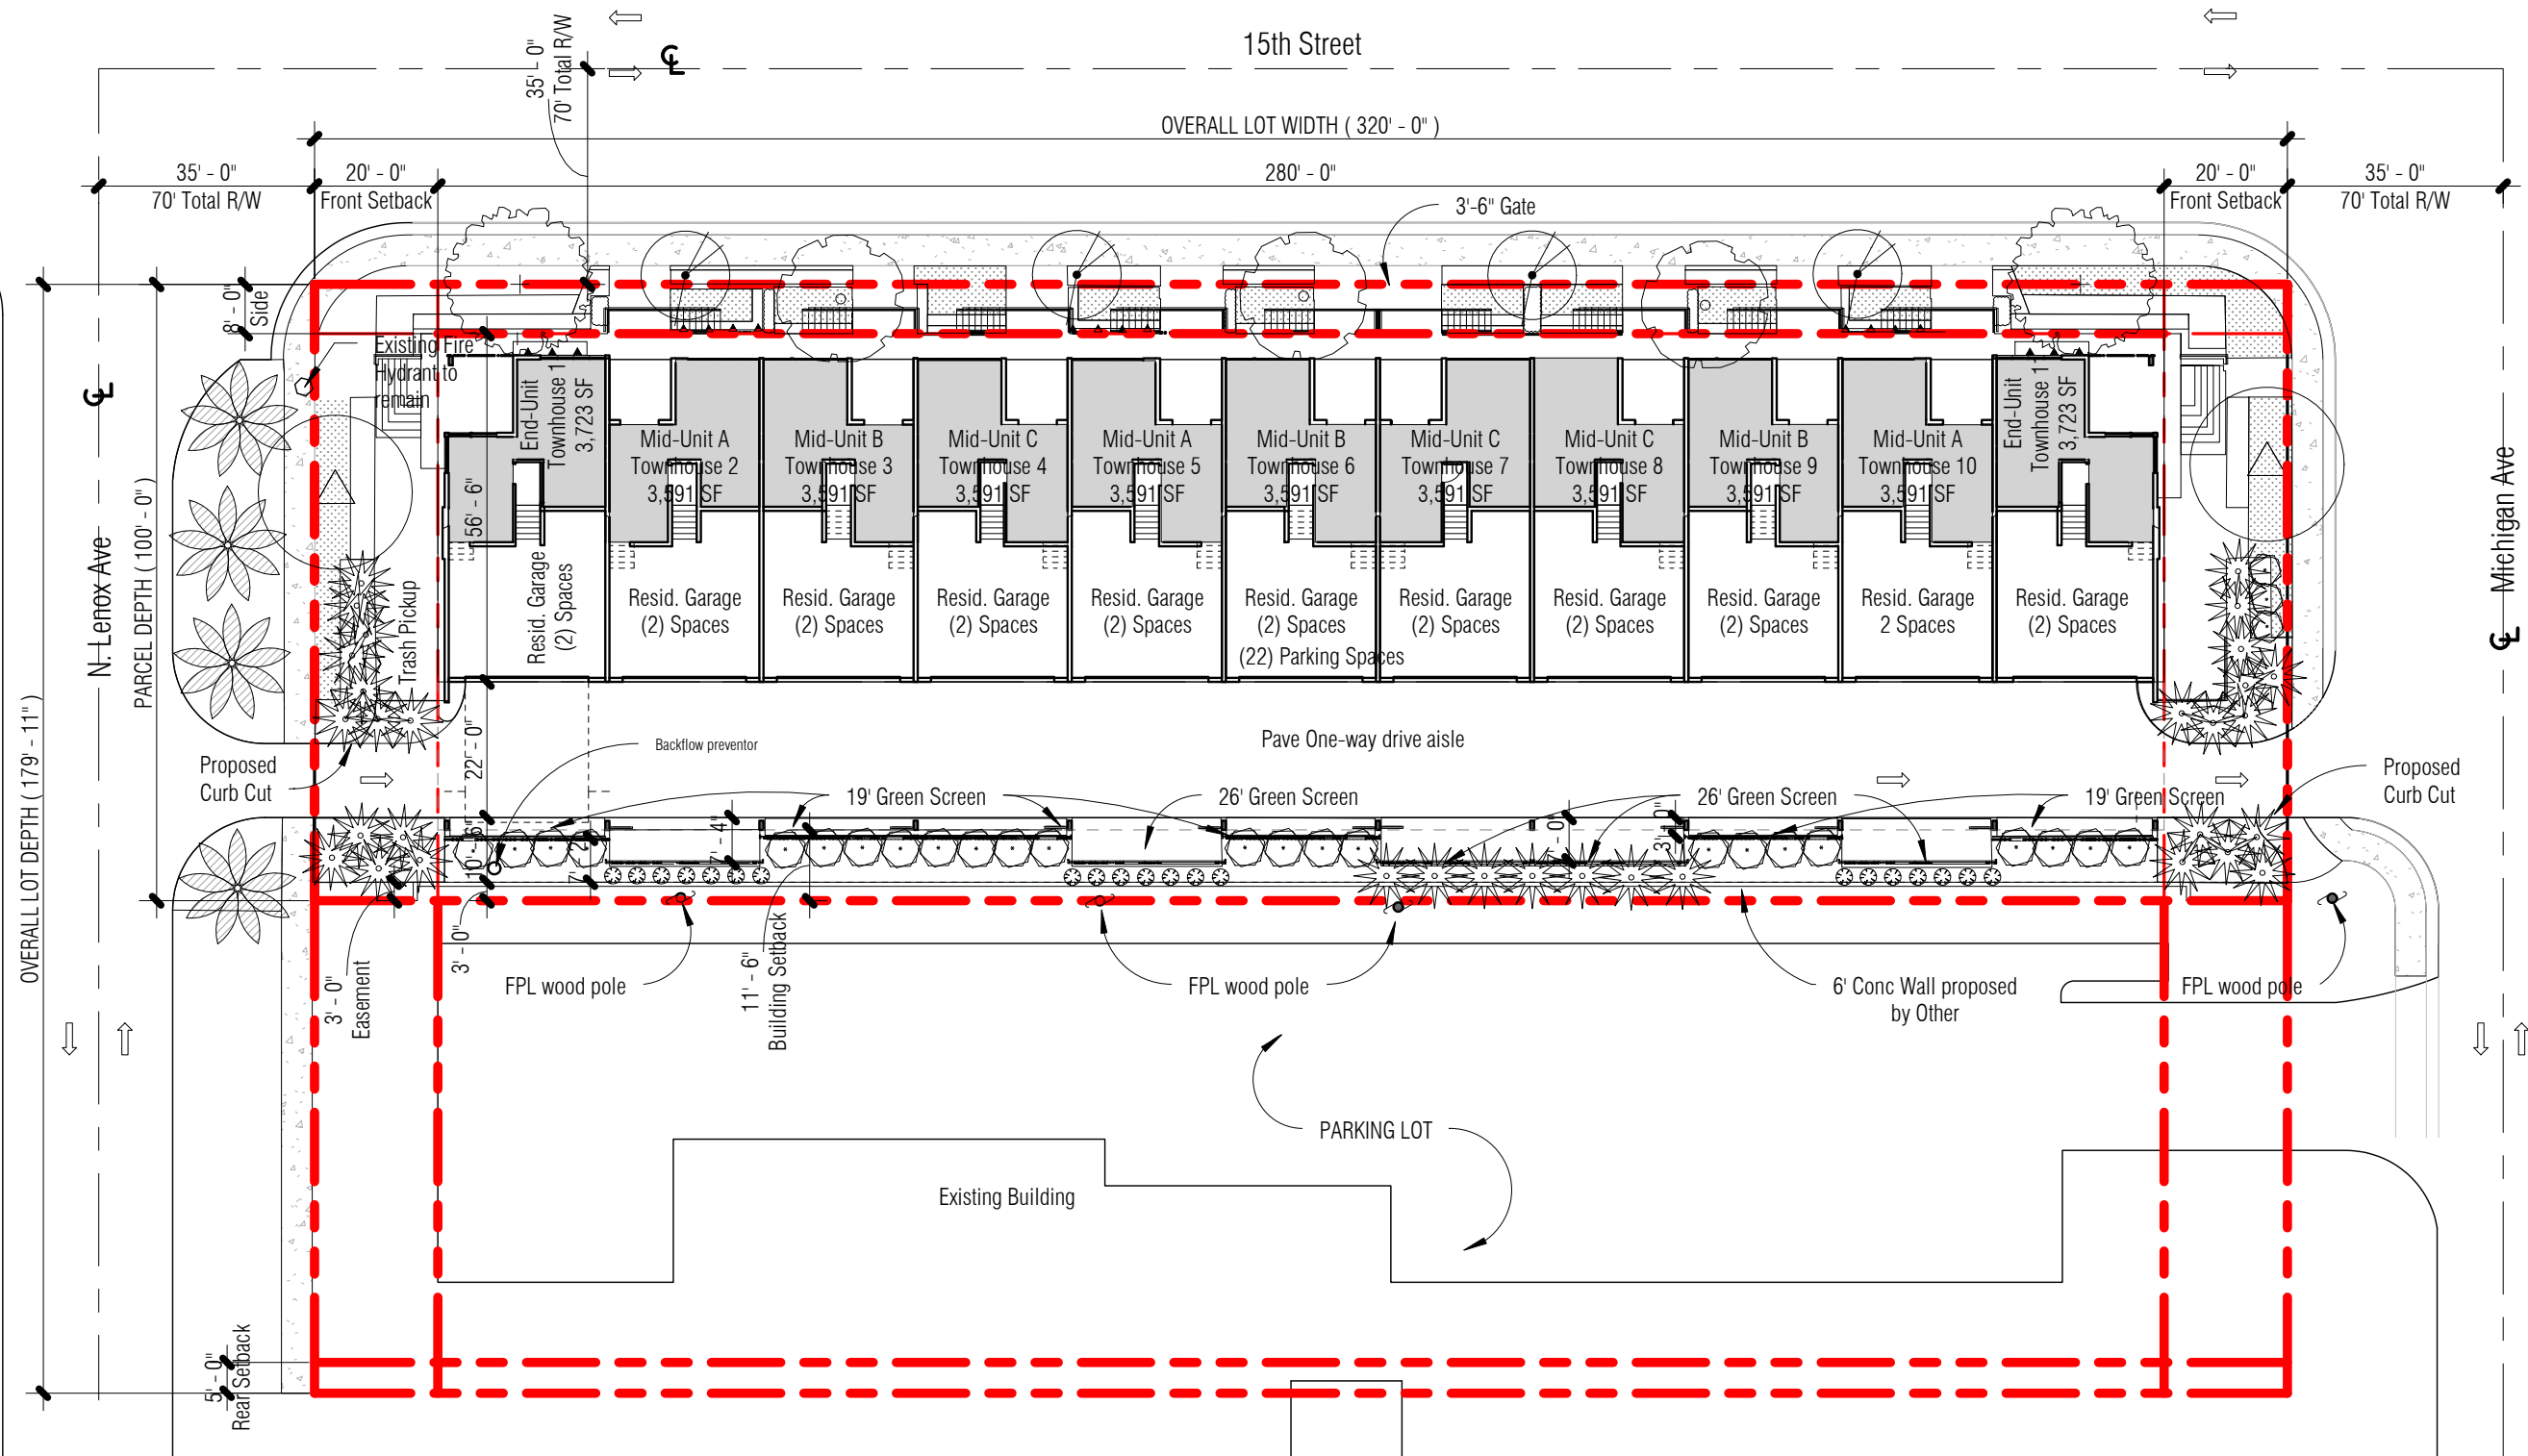 15th Street
35' - 0"
70' Total R/W
OVERALL LOT WIDTH ( 320' - 0" )
35' - 0"
70' Total R/W
20' - 0"
Front Setback
280' - 0"
20' - 0"
Front Setback
35' - 0"
70' Total R/W
3'-6" Gate
8' - 0"
Side
Existing Fire
Hydrant to
remain
N Lenox Ave
Michigan Ave
OVERALL LOT DEPTH ( 179' - 11" )
PARCEL DEPTH ( 100' - 0" )
End-Unit
Townhouse 1
3,723 SF
Mid-Unit A
Townhouse 2
3,591 SF
Mid-Unit B
Townhouse 3
3,591 SF
Mid-Unit C
Townhouse 4
3,591 SF
Mid-Unit A
Townhouse 5
3,591 SF
Mid-Unit B
Townhouse 6
3,591 SF
Mid-Unit C
Townhouse 7
3,591 SF
Mid-Unit C
Townhouse 8
3,591 SF
Mid-Unit B
Townhouse 9
3,591 SF
Mid-Unit A
Townhouse 10
3,591 SF
End-Unit
Townhouse 11
3,723 SF
56' - 6"
Trash Pickup
Resid. Garage
(2) Spaces
Resid. Garage
(2) Spaces
Resid. Garage
(2) Spaces
Resid. Garage
(2) Spaces
Resid. Garage
(2) Spaces
Resid. Garage
(2) Spaces
Resid. Garage
(2) Spaces
Resid. Garage
(2) Spaces
Resid. Garage
(2) Spaces
Resid. Garage
2 Spaces
Resid. Garage
(2) Spaces
(22) Parking Spaces
22' - 0"
Backflow preventor
Pave One-way drive aisle
Proposed
Curb Cut
Proposed
Curb Cut
19' Green Screen
26' Green Screen
26' Green Screen
19' Green Screen
10' - 6"
7' - 2"
7' - 4"
7' - 0"
3' - 0"
3' - 0"
3' - 0"
Easement
FPL wood pole
11' - 6"
Building Setback
FPL wood pole
6' Conc Wall proposed
by Other
FPL wood pole
PARKING LOT
Existing Building
5' - 0"
Rear Setback